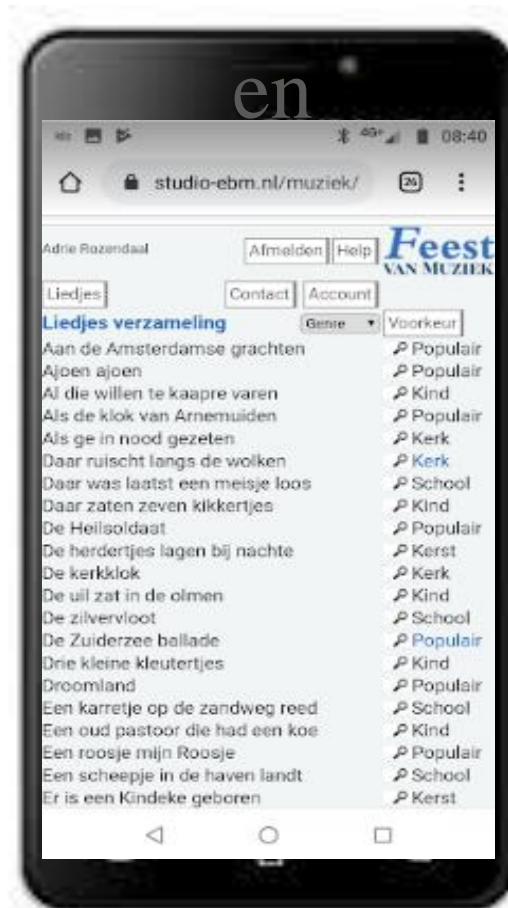 en
4G+ 08:40
studio-ebm.nl/muziek/ 26
Adrie Rozendaal Afmelden Help Feest
VAN MUZIEK
Liedjes Contact Account
Liedjes verzameling Genre Voorkeur
Aan de Amsterdamse grachten Populair
Ajoen ajoen Populair
Al die willen te kaapre varen Kind
Als de klok van Arnemuiden Populair
Als ge in nood gezeten Kerk
Daar ruischt langs de wolken Kerk
Daar was laatst een meisje loos School
Daar zaten zeven kikkertjes Kind
De Heilsoldaat Populair
De herdertjes lagen bij nachte Kerst
De kerkklok Kerk
De uil zat in de olmen Kind
De zilvervloot School
De Zuiderzee ballade Populair
Drie kleine kleutertjes Kind
Droomland Populair
Een karretje op de zandweg reed School
Een oud pastoor die had een koe Kind
Een roosje mijn Roosje Populair
Een scheepje in de haven landt School
Er is een Kindeke geboren Kerst